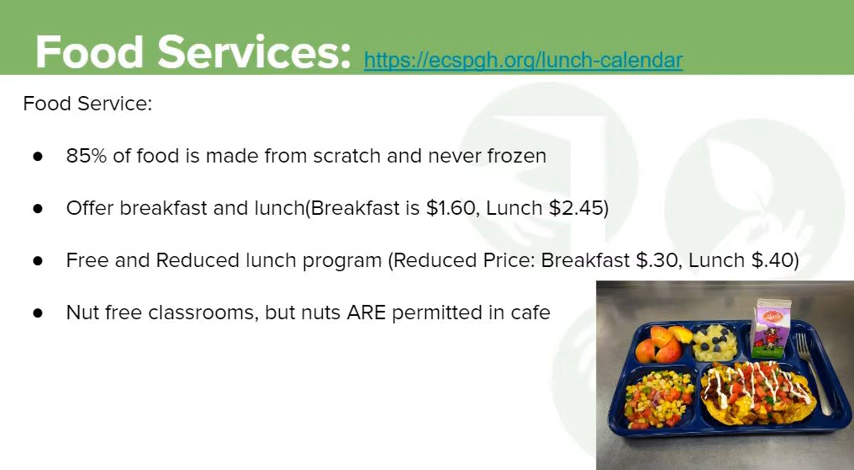 Food Services: https://ecspgh.org/lunch-calendar
Food Service:
● 85% of food is made from scratch and never frozen
● Offer breakfast and lunch(Breakfast is $1.60, Lunch $2.45)
● Free and Reduced lunch program (Reduced Price: Breakfast $.30, Lunch $.40)
● Nut free classrooms, but nuts ARE permitted in cafe